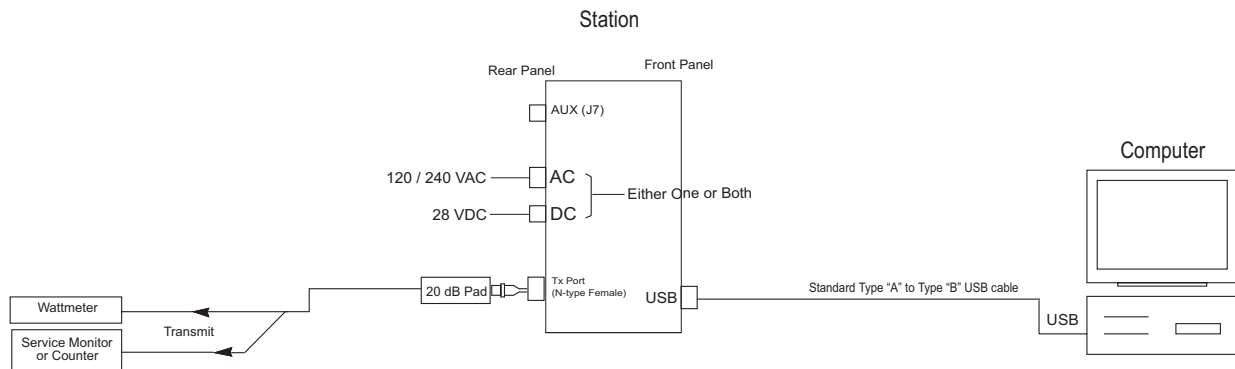 Station
Rear Panel
Front Panel
AUX (J7)
120 / 240 VAC
AC
Either One or Both
28 VDC
DC
Computer
20 dB Pad
Tx Port
(N-type Female)
USB
Standard Type “A” to Type “B” USB cable
USB
Wattmeter
Transmit
Service Monitor
or Counter